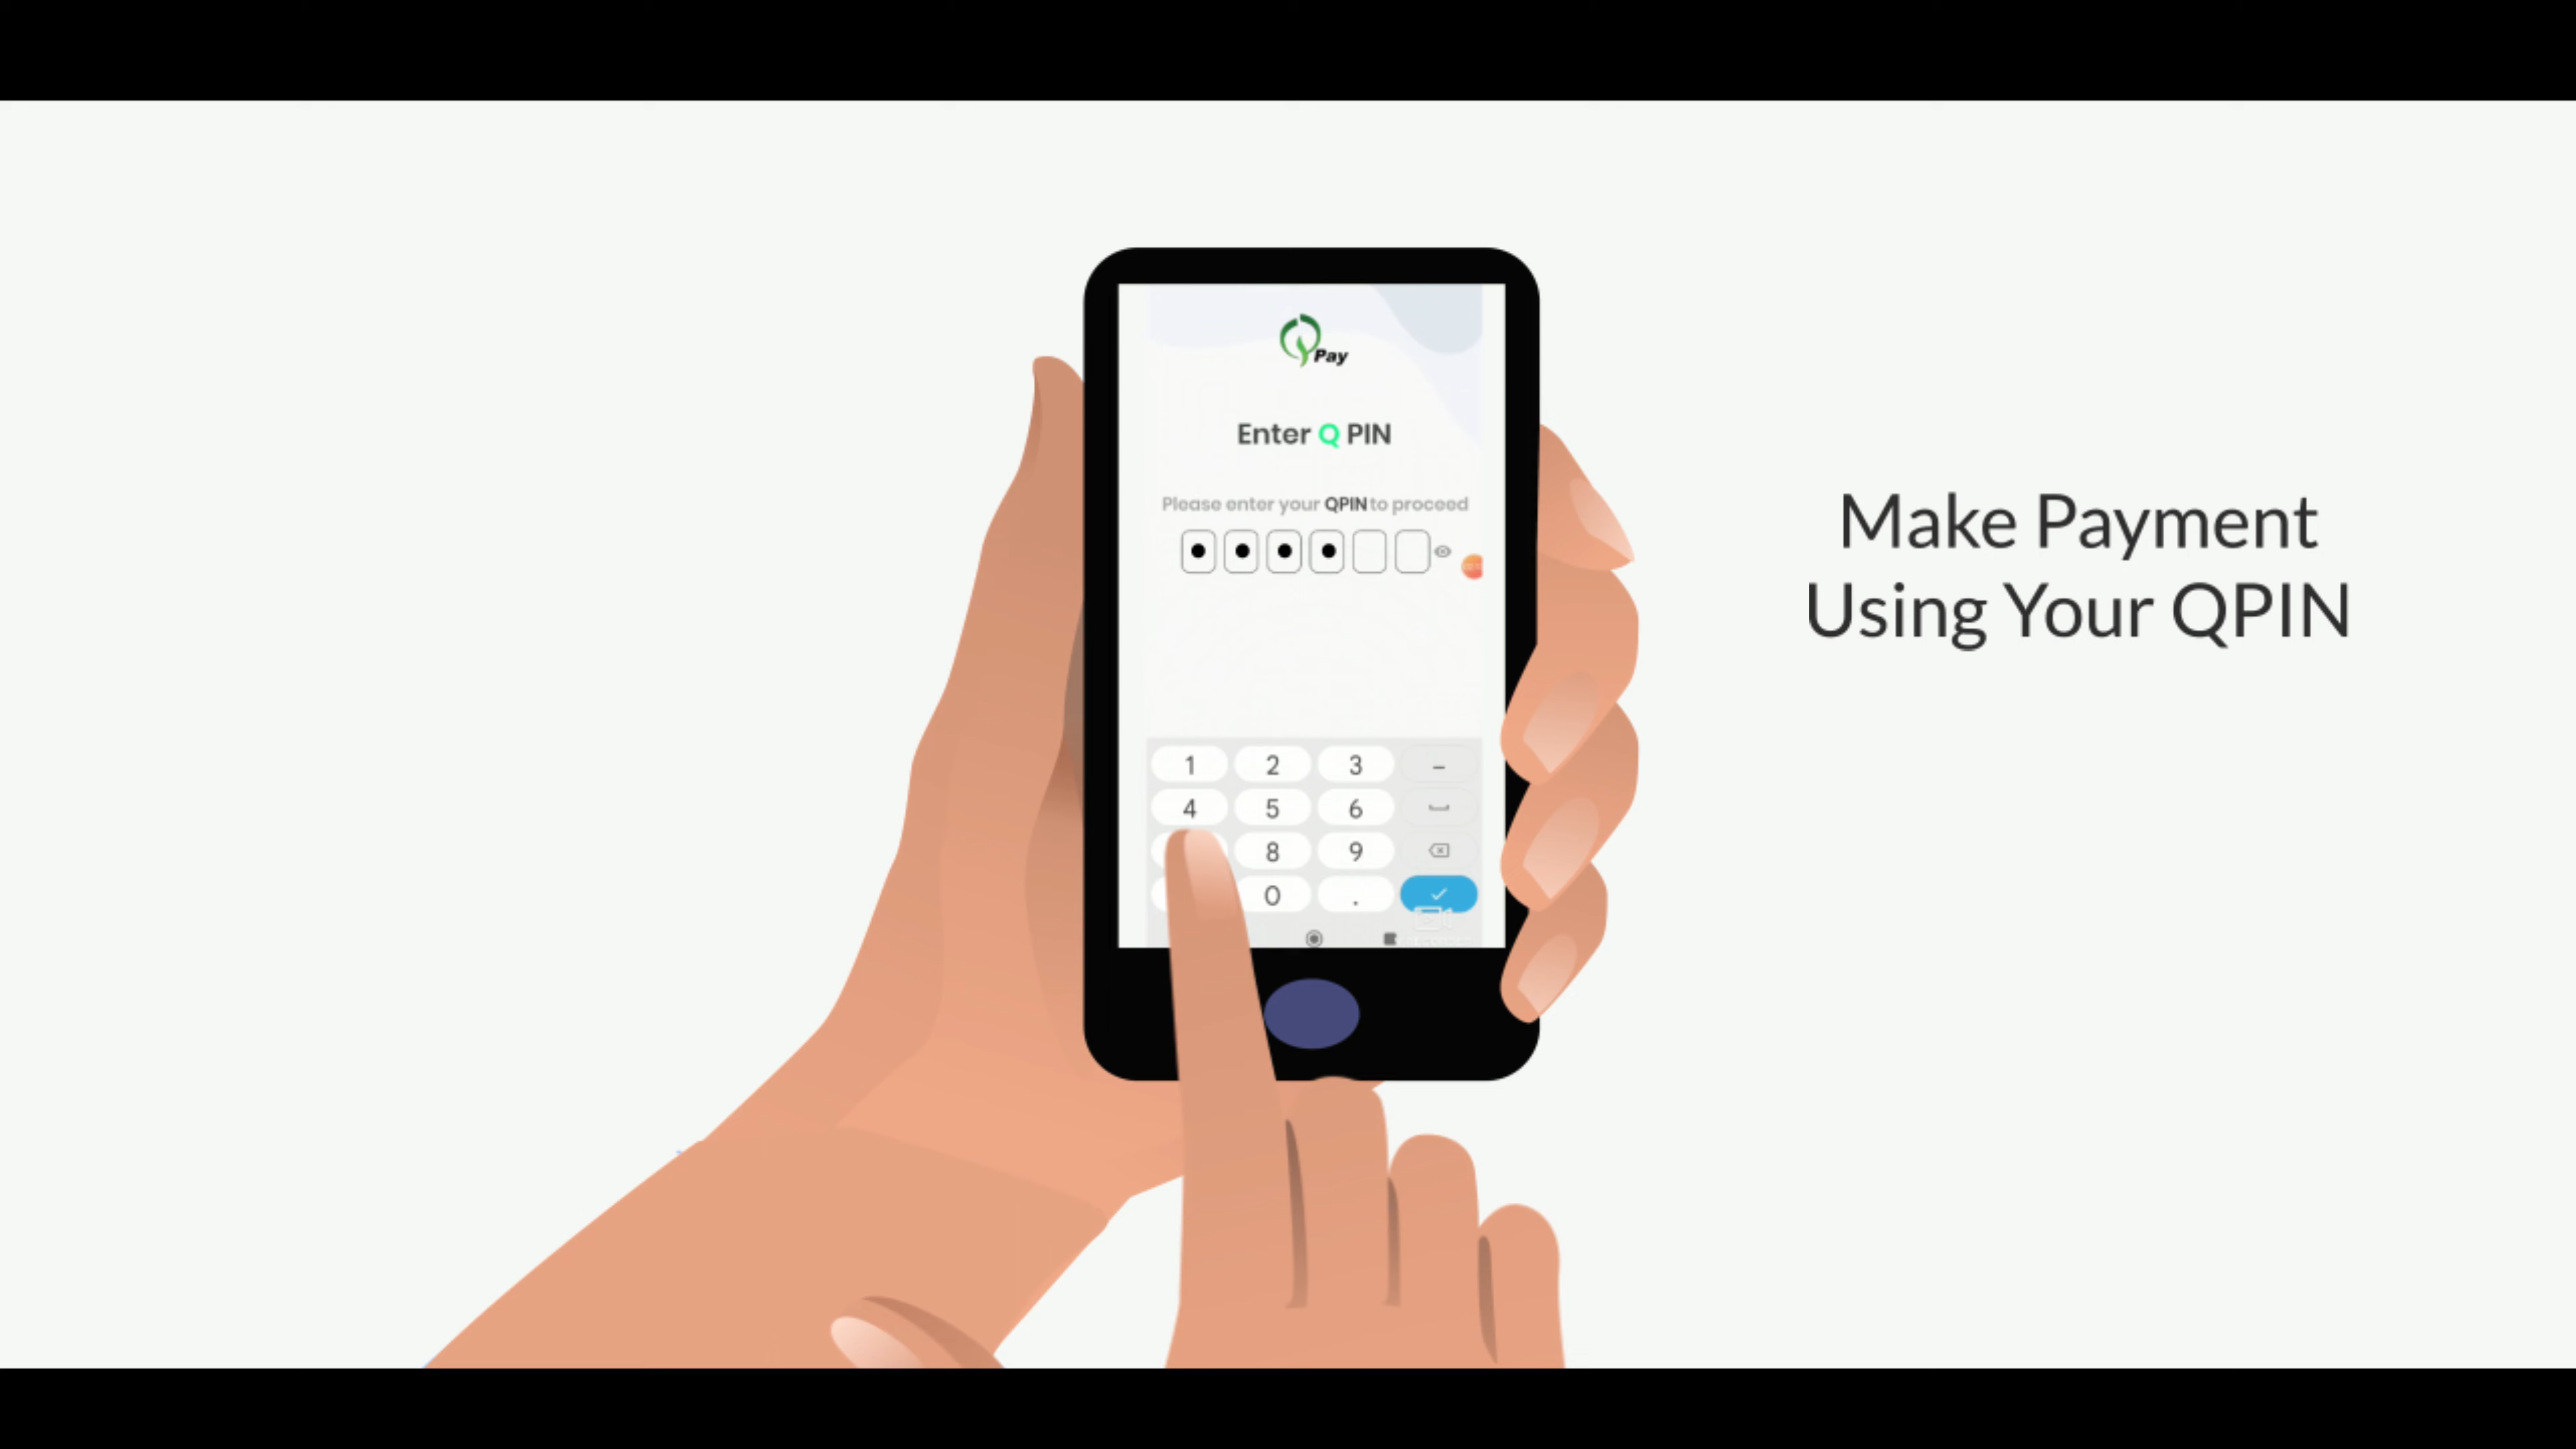 Pay
Enter Q PIN
Please enter your QPIN to proceed
Make Payment
Using Your QPIN
1 2 3 -
4 5 6
8 9
0 .